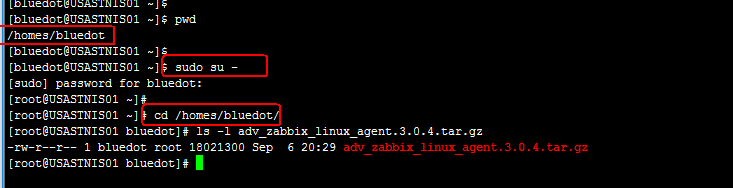 [bluedot@USASTNIS01 ~]$
[bluedot@USASTNIS01 ~]$ pwd
/homes/bluedot
[bluedot@USASTNIS01 ~]$
[bluedot@USASTNIS01 ~]$ sudo su -
[sudo] password for bluedot:
[root@USASTNIS01 ~]#
[root@USASTNIS01 ~]# cd /homes/bluedot/
[root@USASTNIS01 bluedot]# ls -l adv_zabbix_linux_agent.3.0.4.tar.gz
-rw-r--r-- 1 bluedot root 18021300 Sep  6 20:29 adv_zabbix_linux_agent.3.0.4.tar.gz
[root@USASTNIS01 bluedot]#